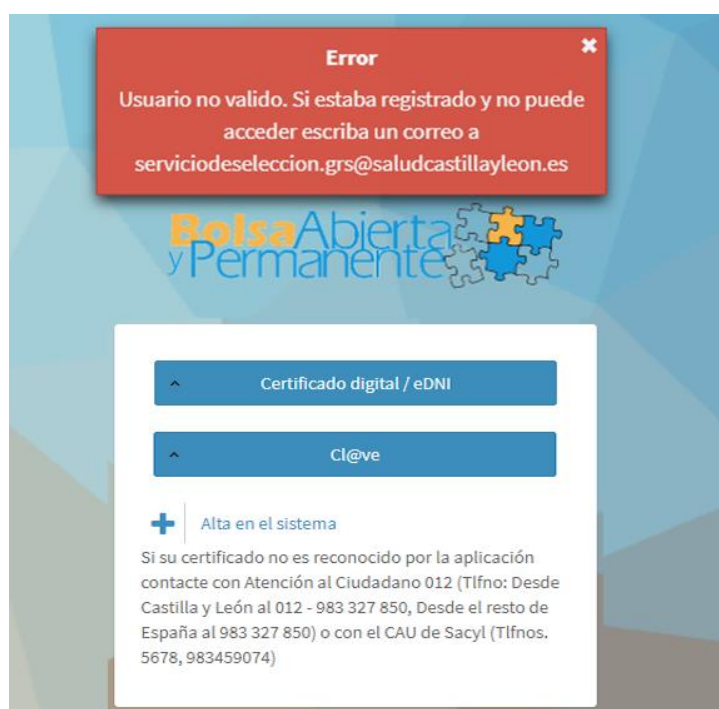 Error
✖
Usuario no valido. Si estaba registrado y no puede
acceder escriba un correo a
serviciodeseleccion.grs@saludcastillayleon.es
BolsaAbierta
yPermanente
Certificado digital / eDNI
Cl@ve
Alta en el sistema
Si su certificado no es reconocido por la aplicación
contacte con Atención al Ciudadano 012 (Tlfno: Desde
Castilla y León al 012 - 983 327 850, Desde el resto de
España al 983 327 850) o con el CAU de Sacyl (Tlfnos.
5678, 983459074)